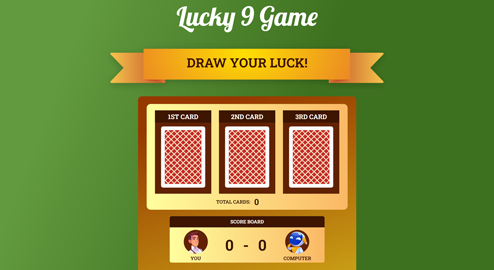 Lucky 9 Game
DRAW YOUR LUCK!
1ST CARD 2ND CARD 3RD CARD
TOTAL CARDS: 0
SCORE BOARD
0 - 0
YOU COMPUTER